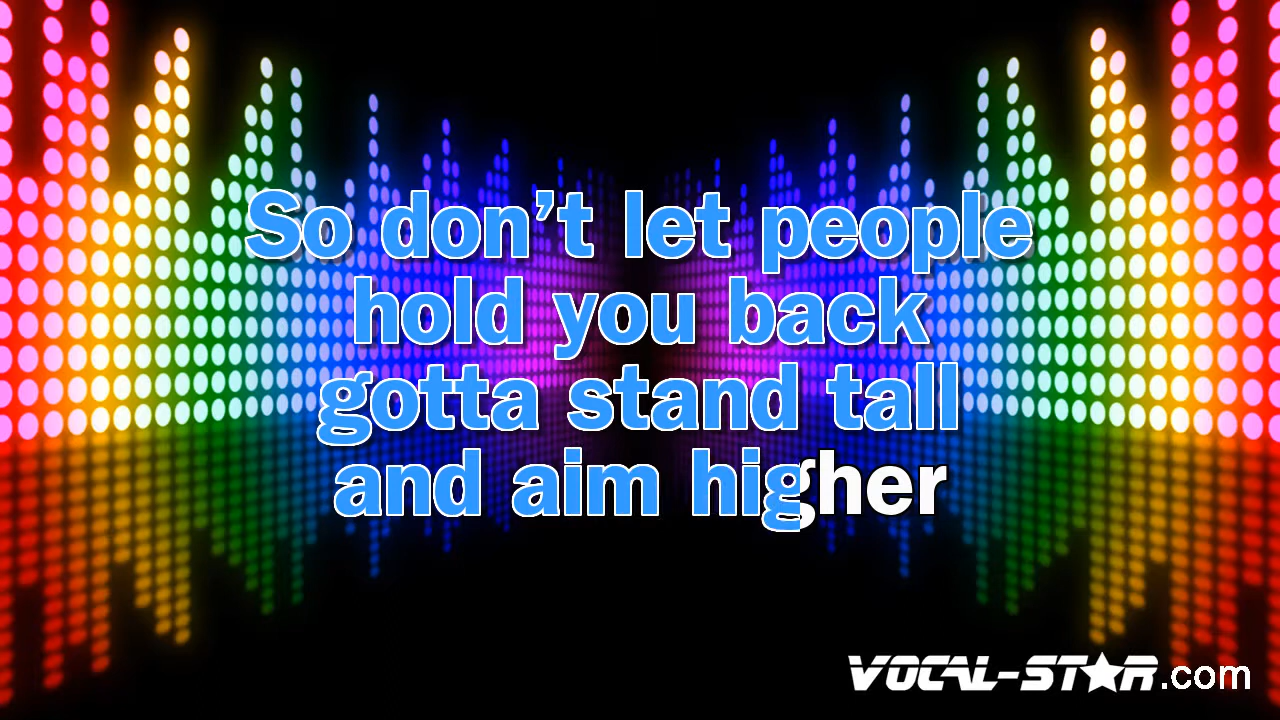 So don’t let people
hold you back
gotta stand tall
and aim higher
VOCAL-STAR.com